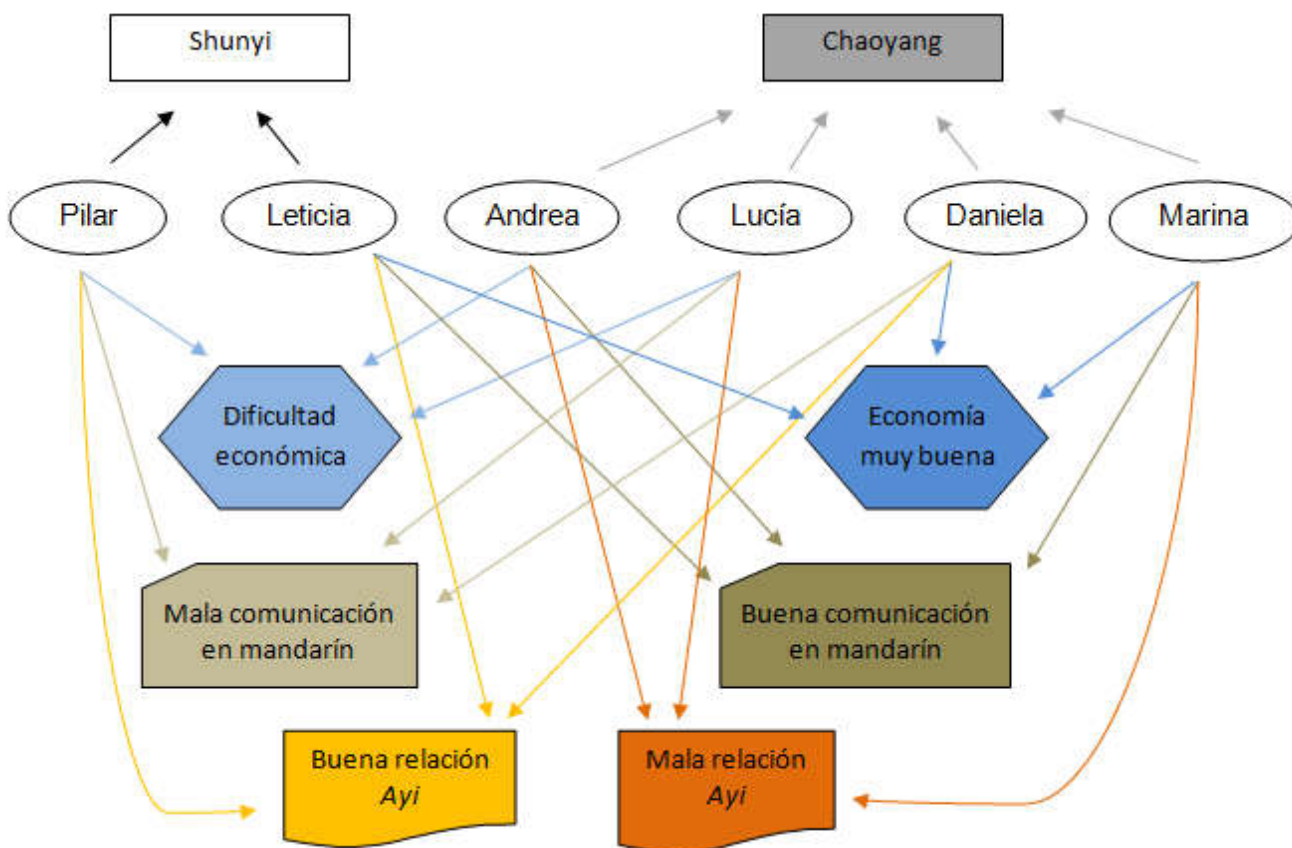 Shunyi
Chaoyang
Pilar
Leticia
Andrea
Lucía
Daniela
Marina
Dificultad
económica
Economía
muy buena
Mala comunicación
en mandarín
Buena comunicación
en mandarín
Buena relación
Ayi
Mala relación
Ayi